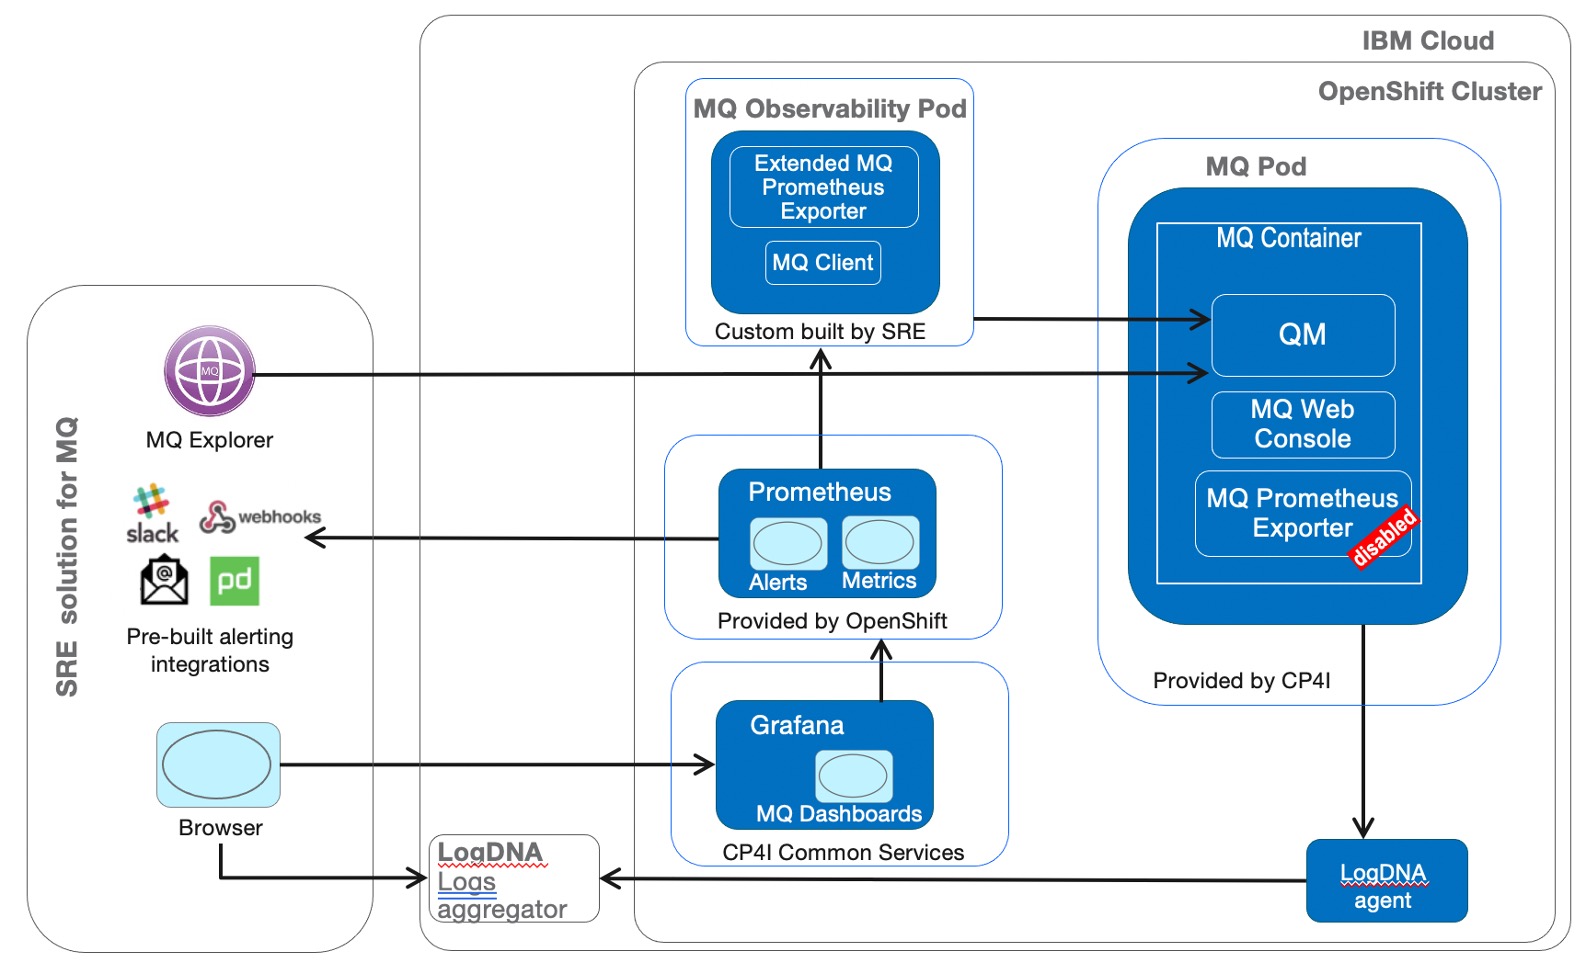 IBM Cloud
OpenShift Cluster
MQ Observability Pod
Extended MQ
Prometheus
Exporter
MQ Client
Custom built by SRE
MQ Pod
MQ Container
QM
MQ Web
Console
MQ Prometheus
Exporter
disabled
Provided by CP4I
SRE solution for MQ
MQ
MQ Explorer
slack
webhooks
@
pd
Pre-built alerting
integrations
Prometheus
Alerts
Metrics
Provided by OpenShift
Grafana
MQ Dashboards
CP4I Common Services
Browser
LogDNA
Logs
aggregator
LogDNA
agent